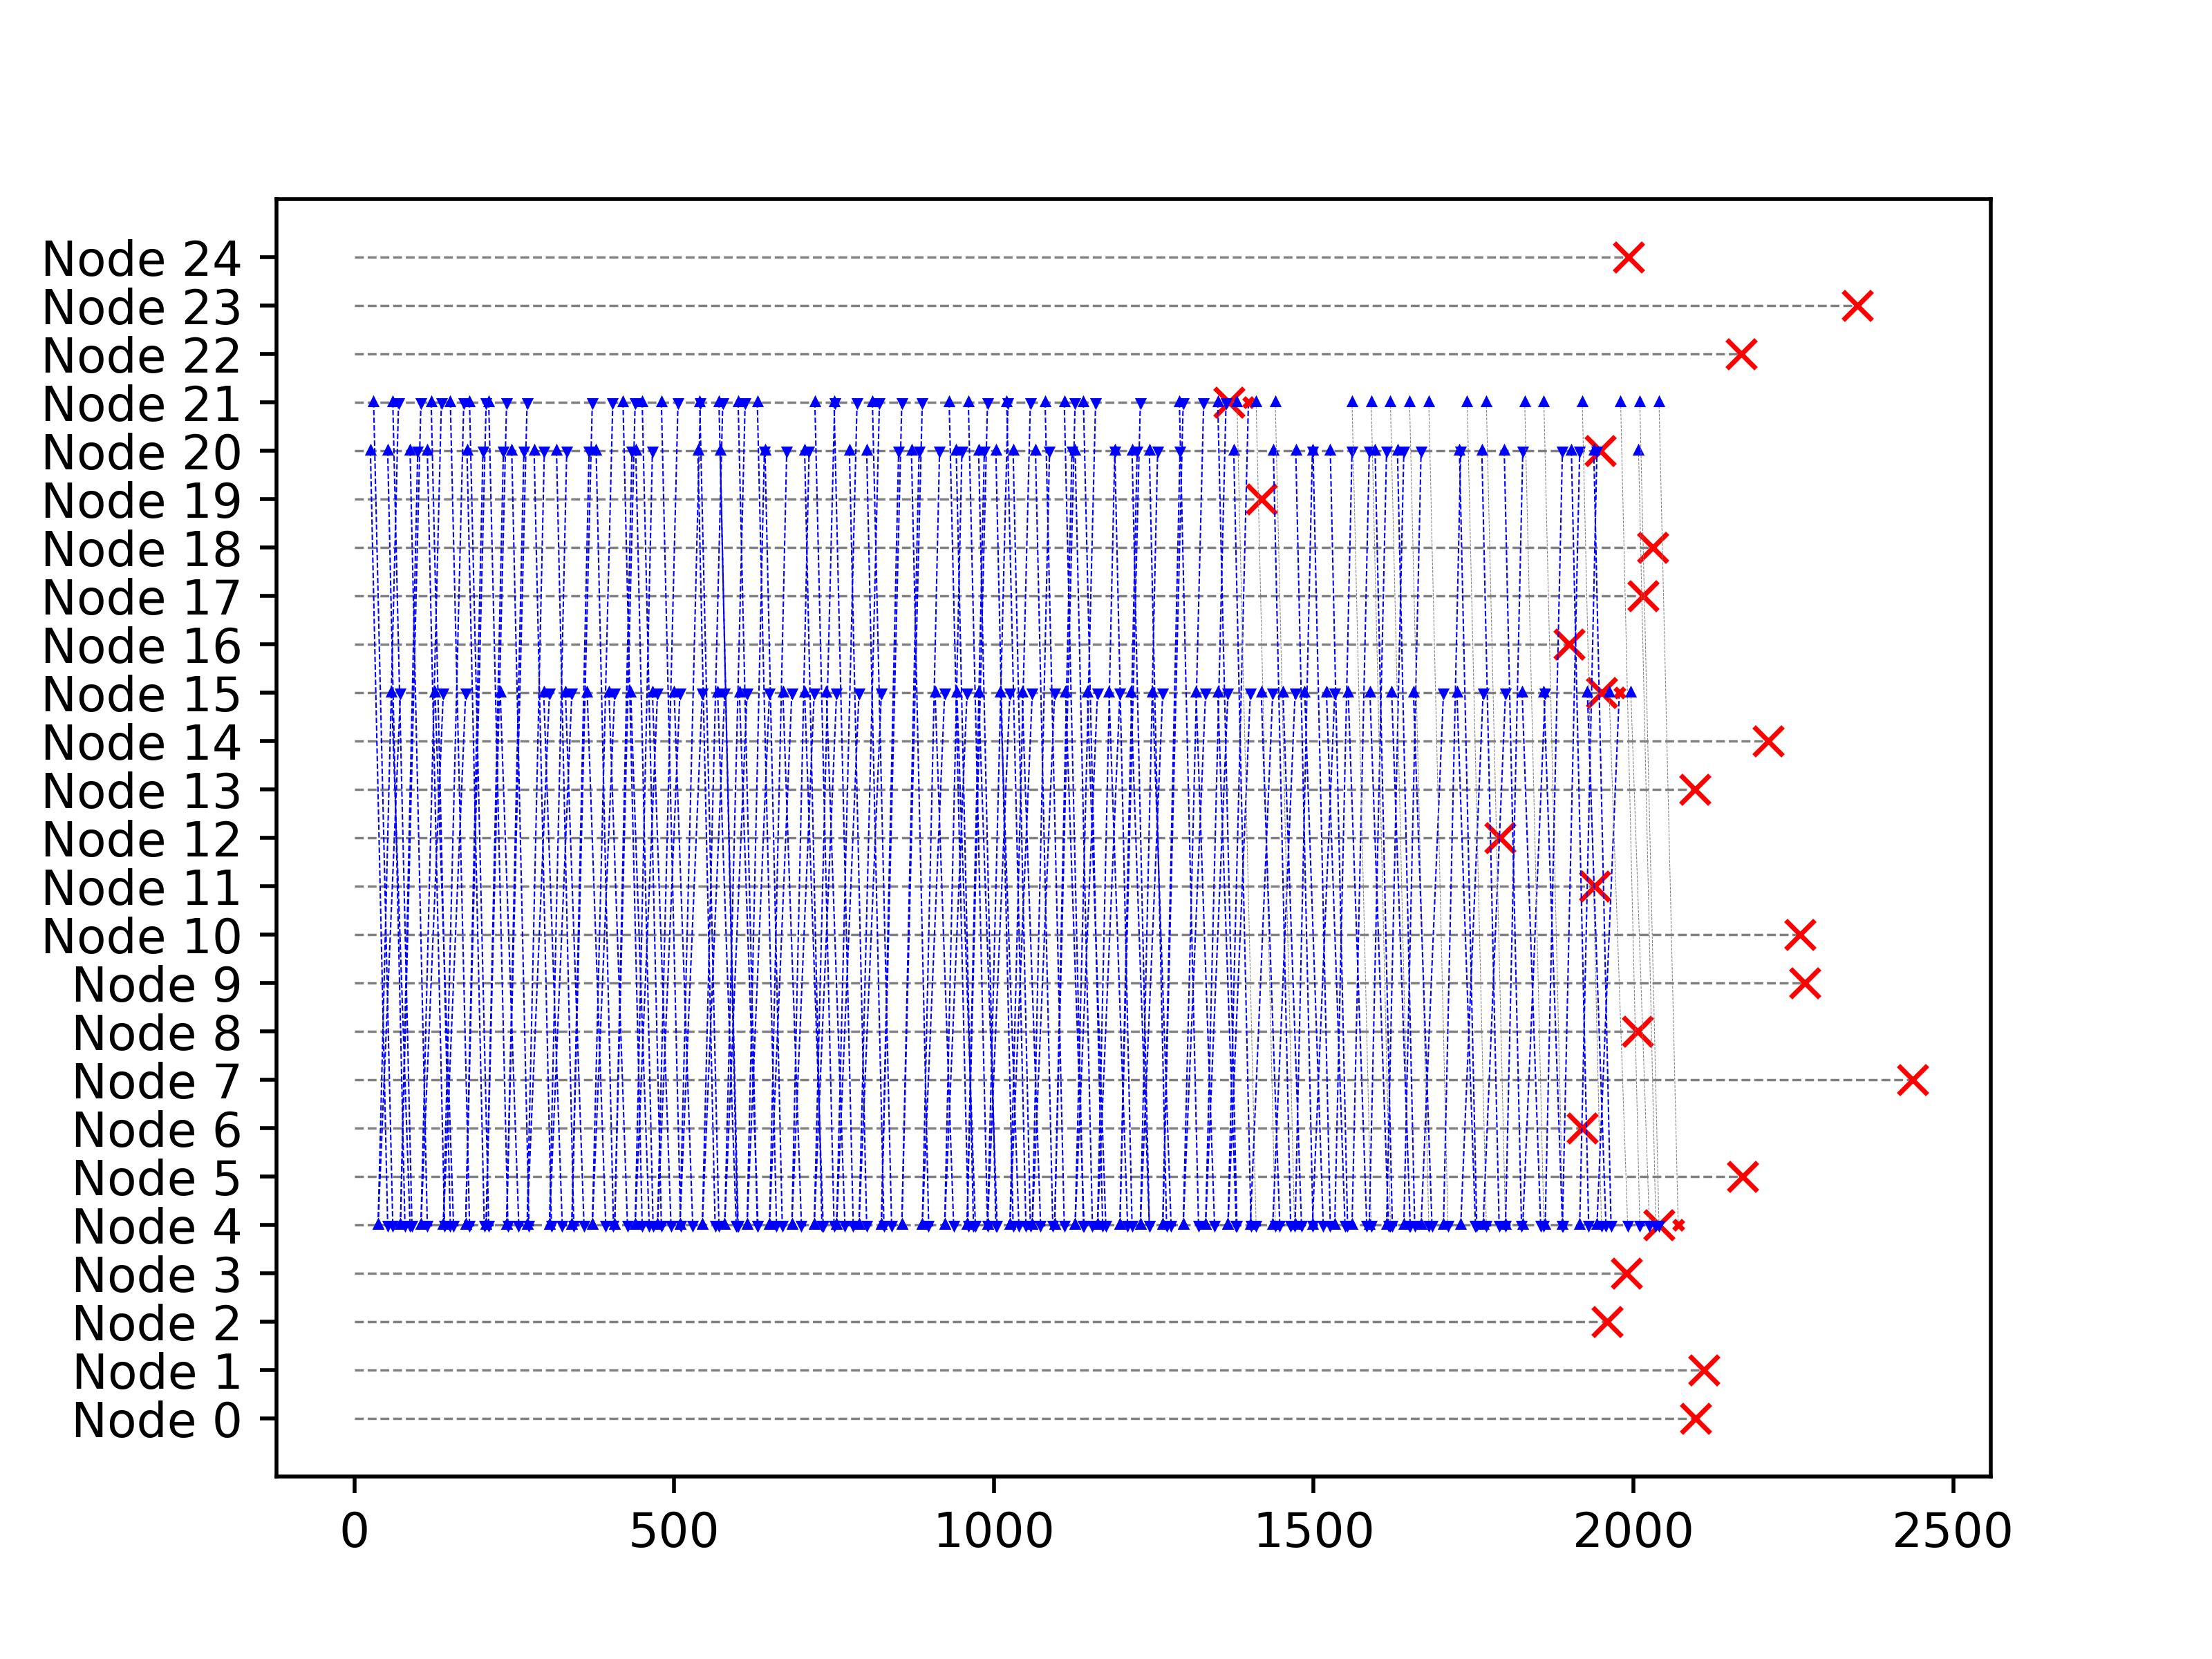 Node 24
Node 23
Node 22
Node 21
Node 20
Node 19
Node 18
Node 17
Node 16
Node 15
Node 14
Node 13
Node 12
Node 11
Node 10
Node 9
Node 8
Node 7
Node 6
Node 5
Node 4
Node 3
Node 2
Node 1
Node 0
0 500 1000 1500 2000 2500